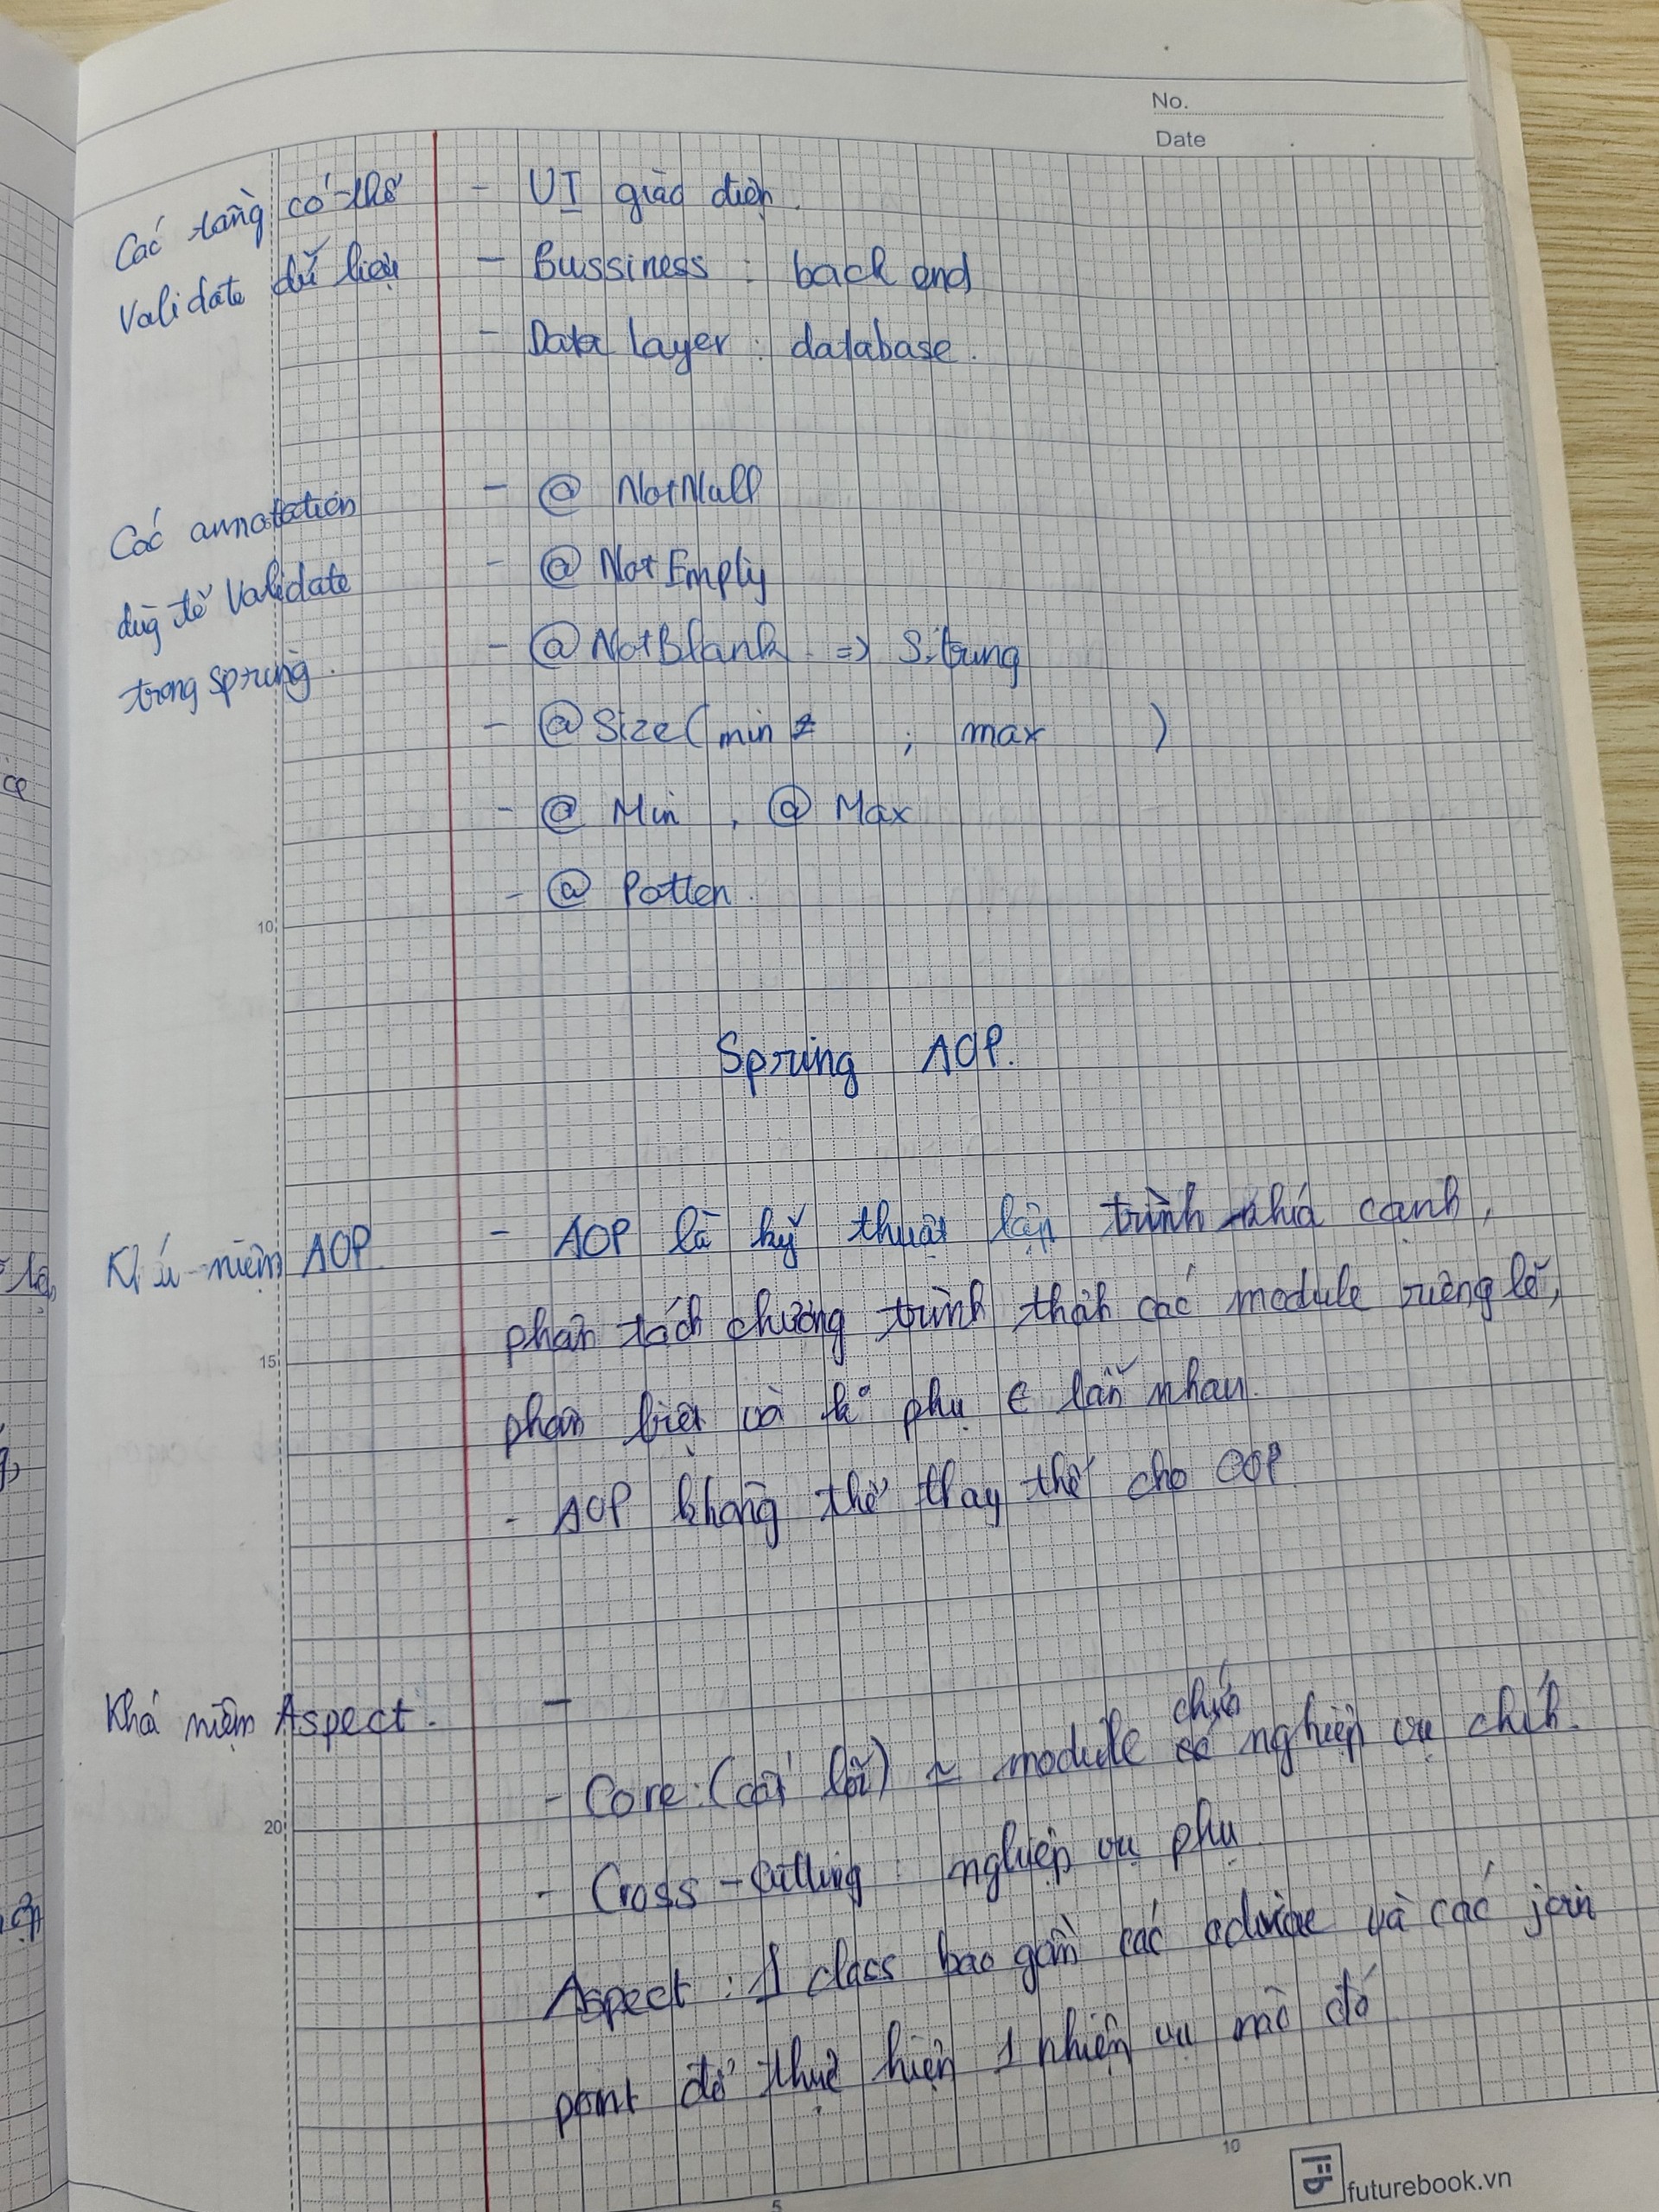 No.
Date
Các tầng có thể - UI giao diện.
Validate dữ liệu - Bussiness : back end
- Data layer : database.
- @ NotNull
Các annotation
- @ NotEmpty
dùng để Validate
- @ NotBlank => String
trong Spring.
- @ Size (min ; max )
- @ Min , @ Max
10
- @ Patten.
Spring AOP.
Khái niệm AOP - AOP là kỹ thuật lập trình khía cạnh,
15 phân tách chương trình thành các module riêng lẻ,
phân biệt và k° phụ € lẫn nhau.
- AOP không thể thay thế cho OOP.
Khái niệm Aspect. -
- Core : (cốt lõi) ~ module chứa nghiệp vụ chính.
20
- Cross-Cutting : nghiệp vụ phụ
Aspect : 1 class bao gồm các advice và các join
point để thực hiện 1 nhiệm vụ nào đó
5
10
futurebook.vn